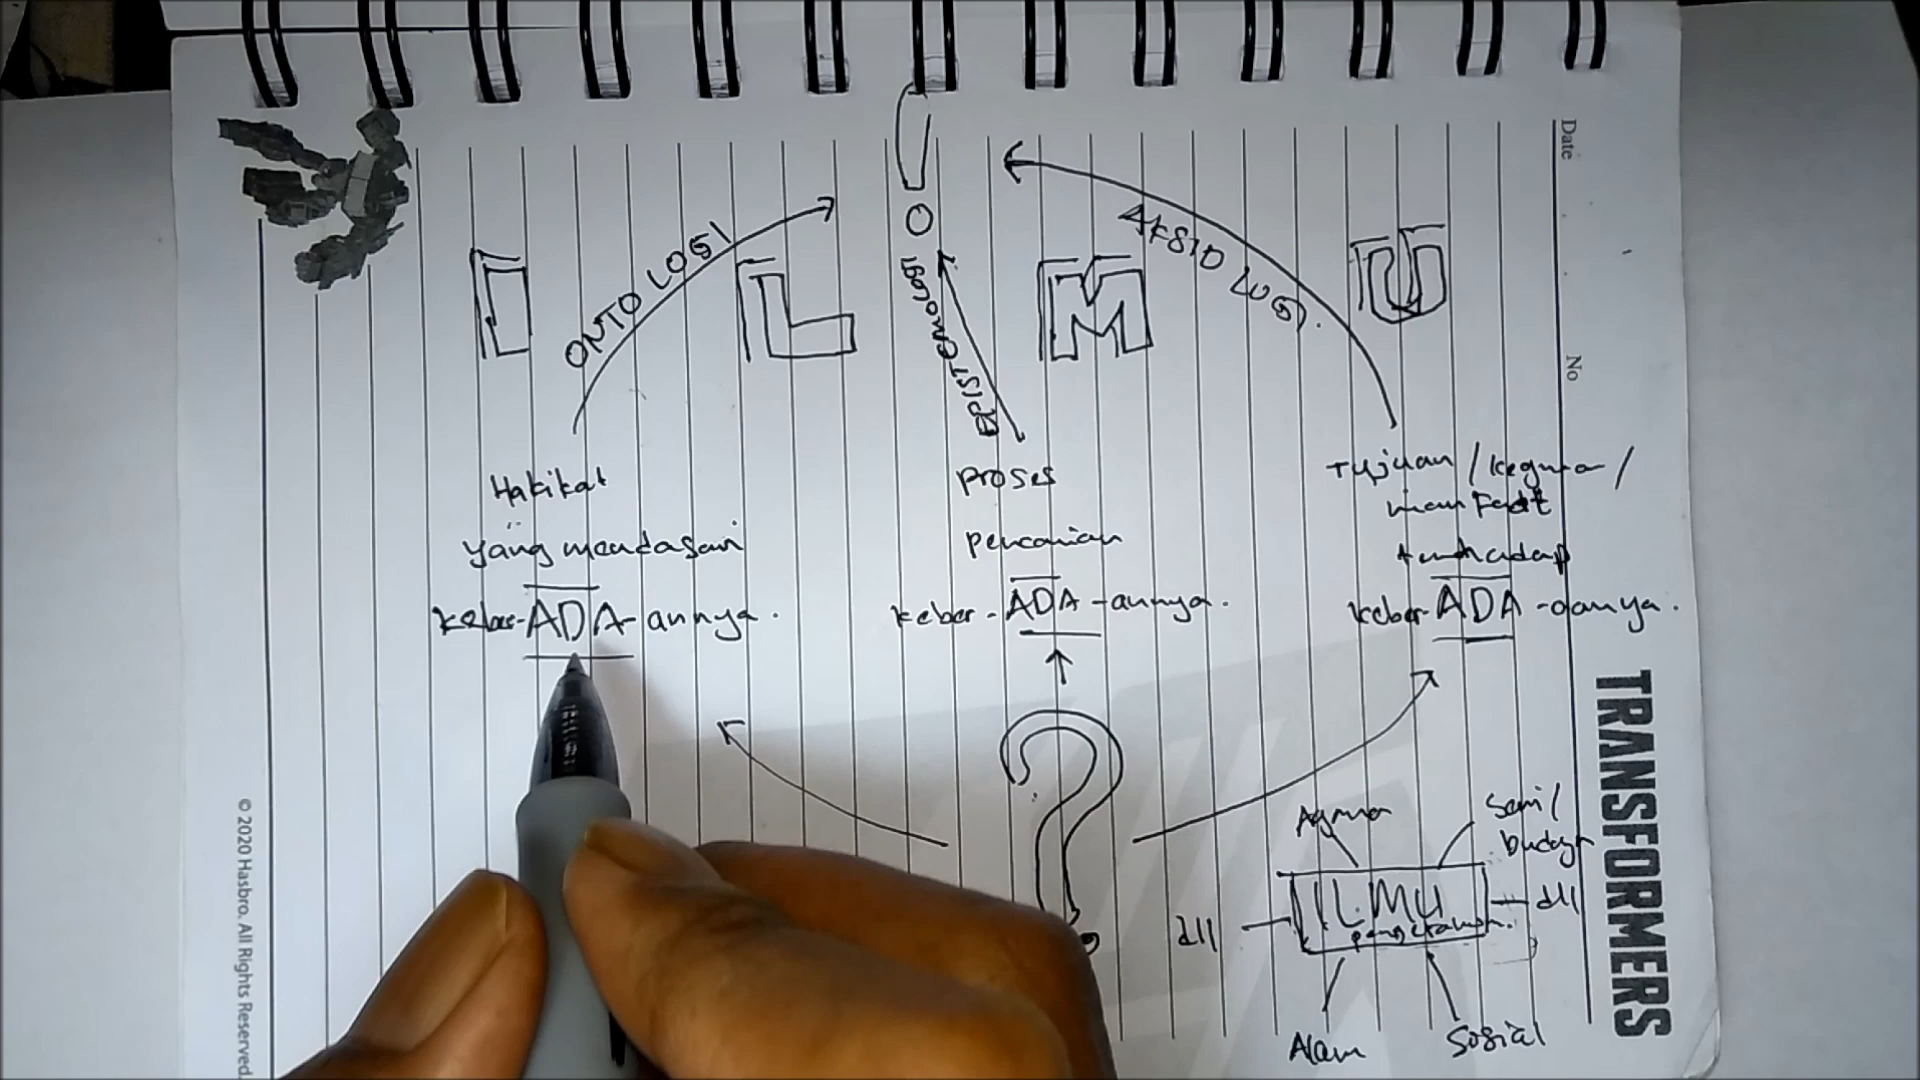 Date
No
I L M U
ONTO LOGI
EPISTEMOLOGI
AKSIO LOGI.
Hakikat
yang mendasari
keber-ADA-annya.
proses
pencarian
keber-ADA-annya.
Tujuan / keguna /
manfaat
terhadap
keber-ADA-aannya.
?
Agama
Seni/
budaya
ILMU
pengetahuan.
dll
dll
Alam
Sosial
TRANSFORMERS
© 2020 Hasbro. All Rights Reserved.